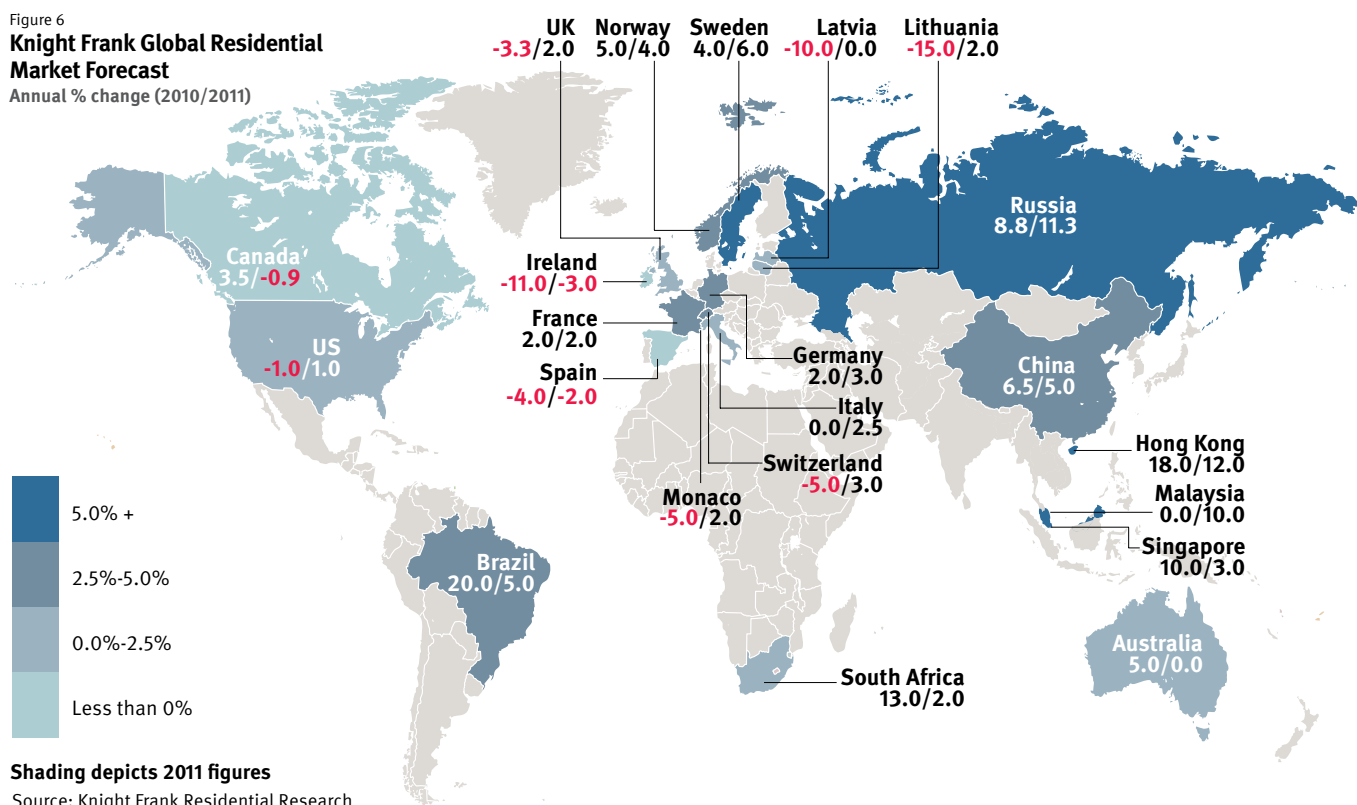 Figure 6
Knight Frank Global Residential
Market Forecast
Annual % change (2010/2011)
UK
-3.3/2.0
Norway
5.0/4.0
Sweden
4.0/6.0
Latvia
-10.0/0.0
Lithuania
-15.0/2.0
Russia
8.8/11.3
Canada
3.5/-0.9
Ireland
-11.0/-3.0
US
-1.0/1.0
France
2.0/2.0
Spain
-4.0/-2.0
Germany
2.0/3.0
China
6.5/5.0
Italy
0.0/2.5
Switzerland
-5.0/3.0
Monaco
-5.0/2.0
Hong Kong
18.0/12.0
Malaysia
0.0/10.0
Singapore
10.0/3.0
Brazil
20.0/5.0
Australia
5.0/0.0
South Africa
13.0/2.0
5.0% +
2.5%-5.0%
0.0%-2.5%
Less than 0%
Shading depicts 2011 figures
Source: Knight Frank Residential Research